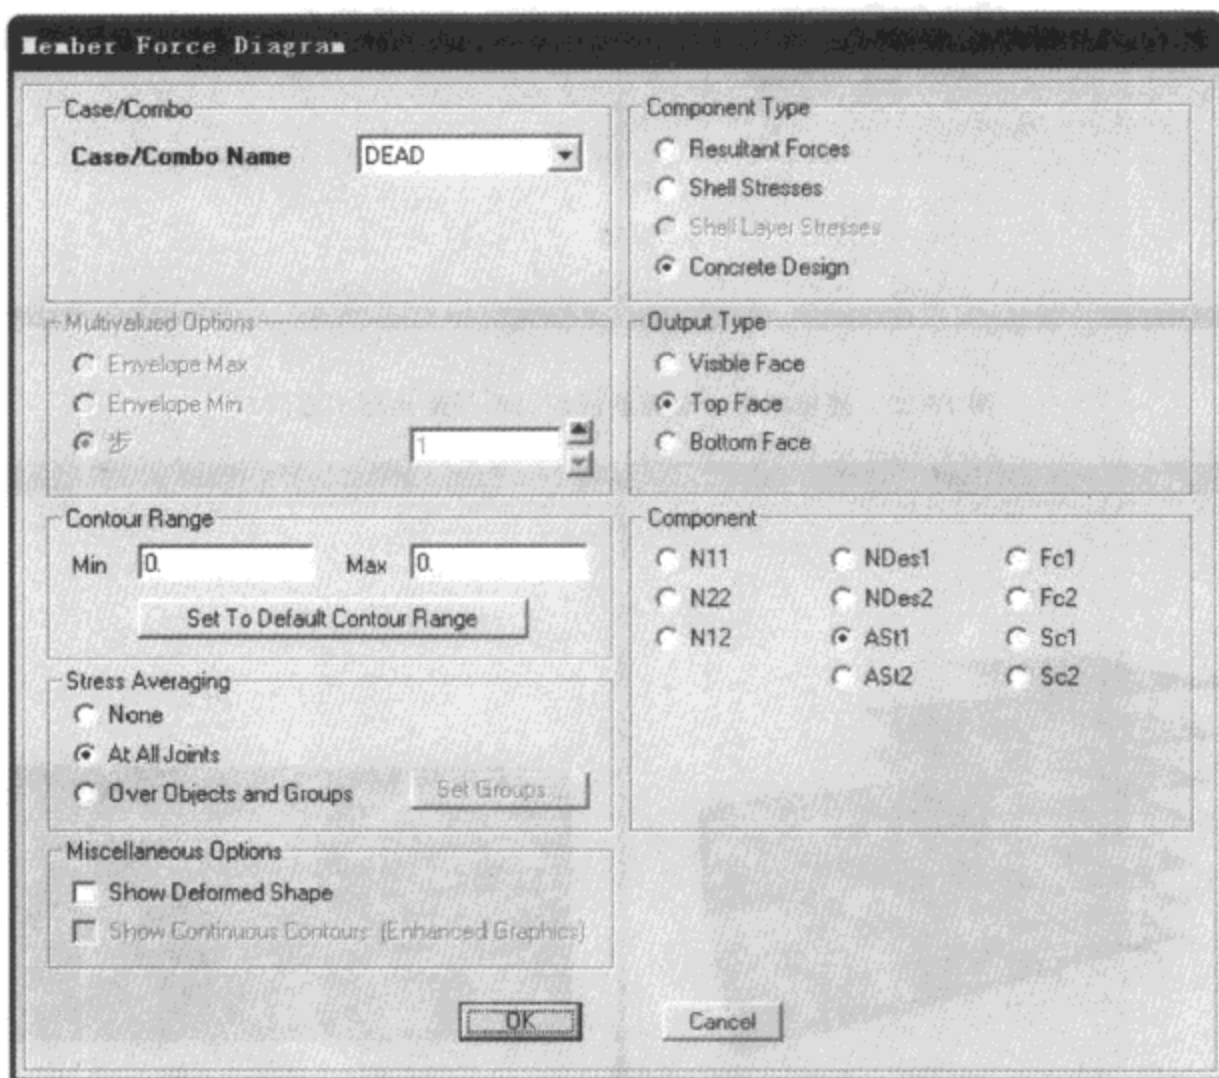 Member Force Diagram
Case/Combo
Case/Combo Name DEAD
Multivalued Options
Envelope Max
Envelope Min
步 1
Contour Range
Min 0. Max 0.
Set To Default Contour Range
Stress Averaging
None
At All Joints
Over Objects and Groups Set Groups...
Miscellaneous Options
Show Deformed Shape
Show Continuous Contours (Enhanced Graphics)
Component Type
Resultant Forces
Shell Stresses
Shell Layer Stresses
Concrete Design
Output Type
Visible Face
Top Face
Bottom Face
Component
N11 NDes1 Fc1
N22 NDes2 Fc2
N12 ASt1 Sc1
ASt2 Sc2
OK Cancel